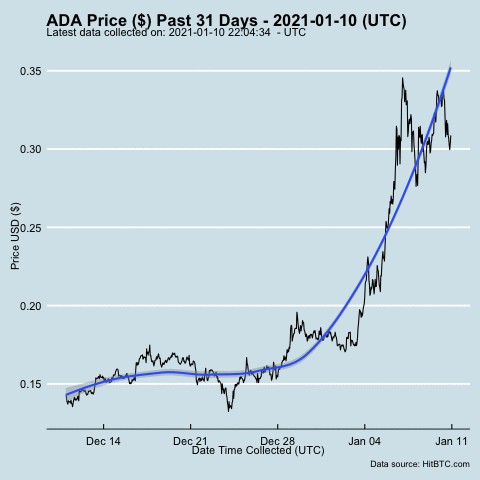 ADA Price ($) Past 31 Days - 2021-01-10 (UTC)
Latest data collected on: 2021-01-10 22:04:34 - UTC
0.35
0.30
0.25
0.20
0.15
Price USD ($)
Dec 14
Dec 21
Dec 28
Jan 04
Jan 11
Date Time Collected (UTC)
Data source: HitBTC.com